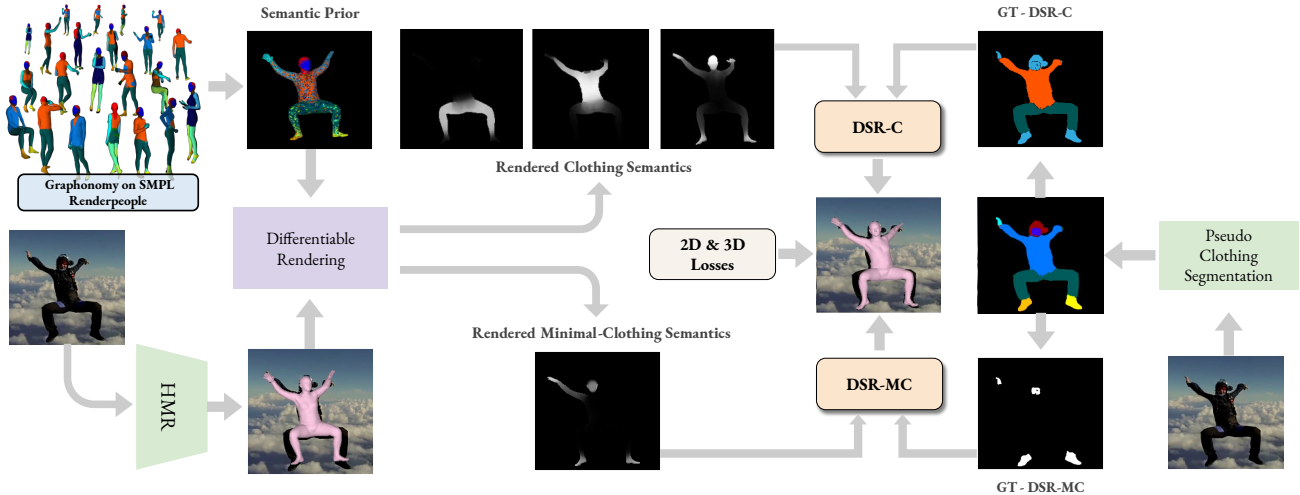 Semantic Prior
GT - DSR-C
DSR-C
Rendered Clothing Semantics
Graphonomy on SMPL
Renderpeople
Differentiable
Rendering
2D & 3D
Losses
Pseudo
Clothing
Segmentation
Rendered Minimal-Clothing Semantics
HMR
DSR-MC
GT - DSR-MC